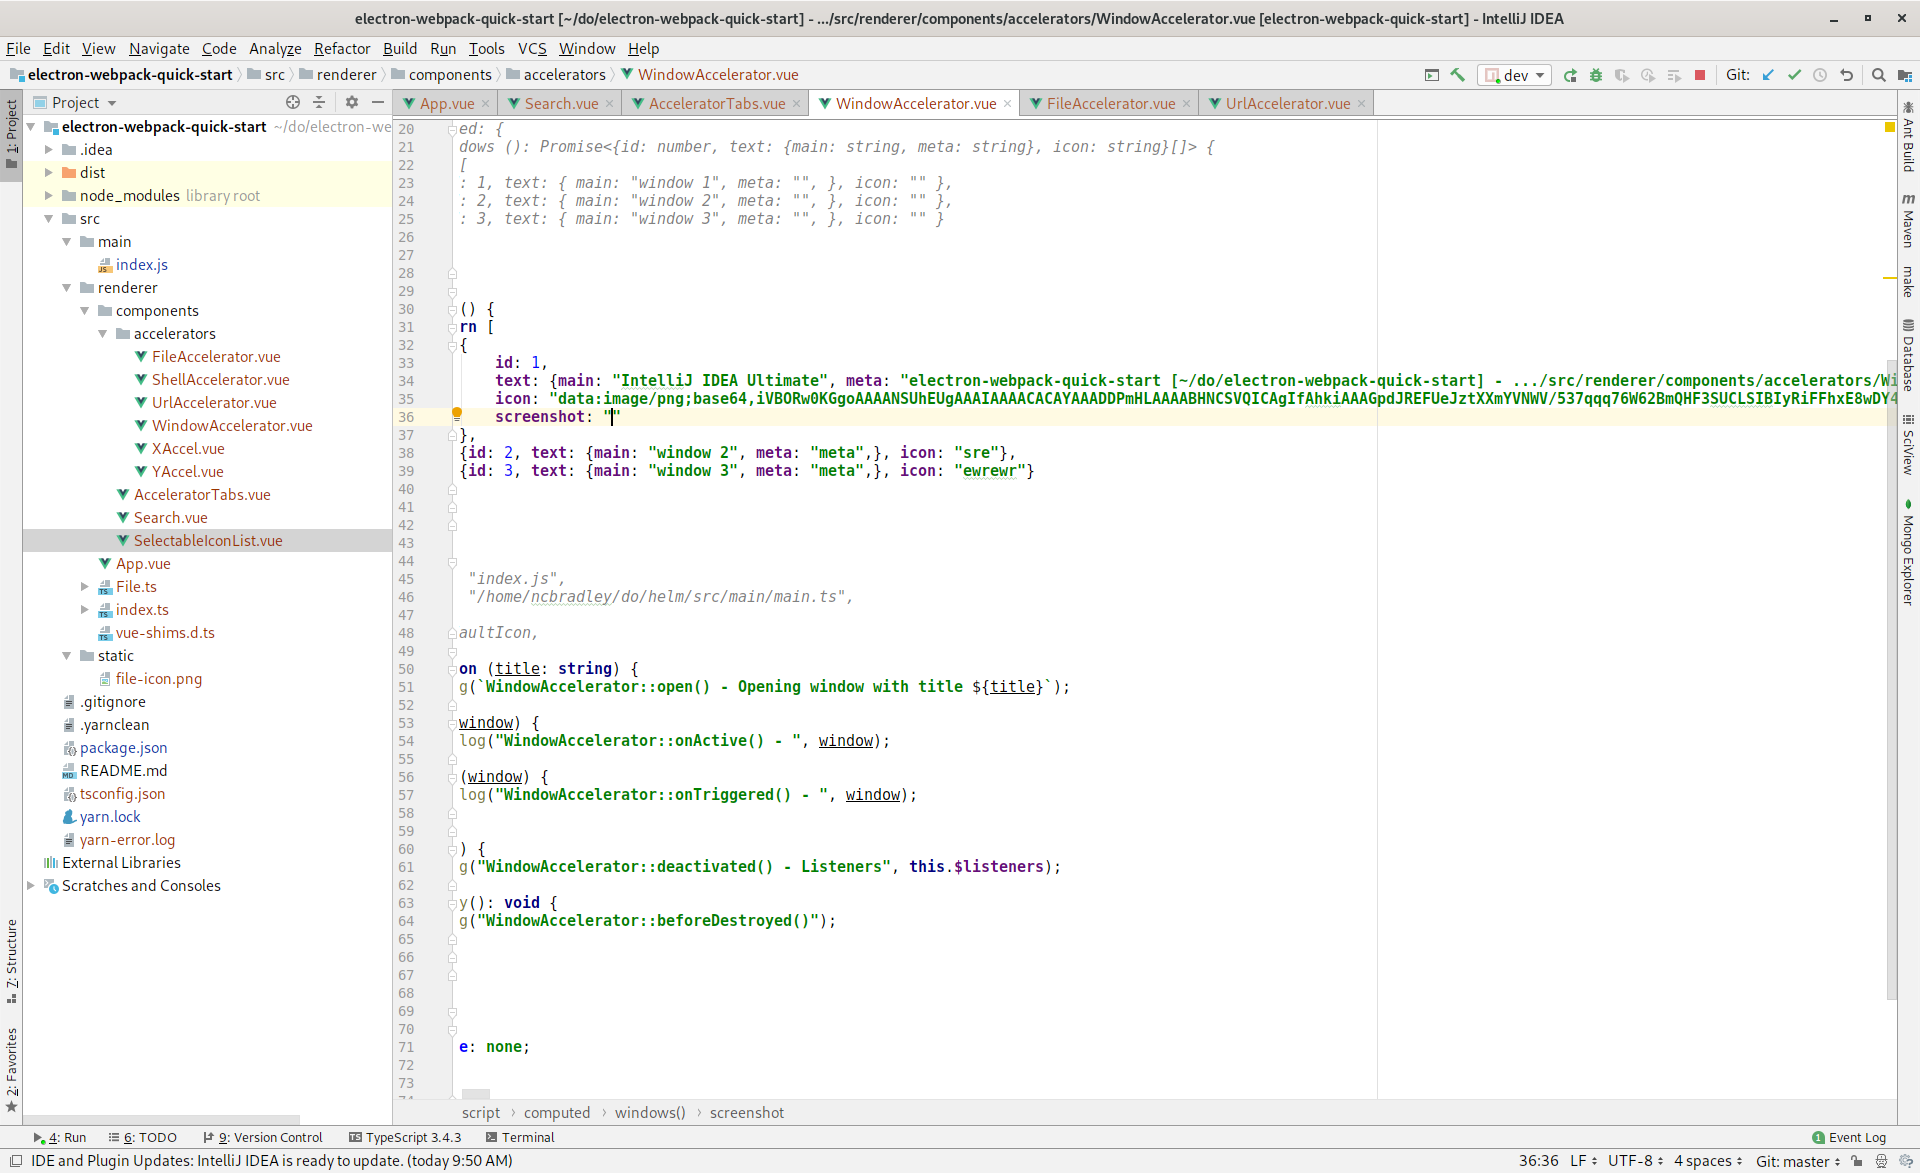 electron-webpack-quick-start [~/do/electron-webpack-quick-start] - .../src/renderer/components/accelerators/WindowAccelerator.vue [electron-webpack-quick-start] - IntelliJ IDEA
File Edit View Navigate Code Analyze Refactor Build Run Tools VCS Window Help
electron-webpack-quick-start src renderer components accelerators WindowAccelerator.vue dev Git:
Project
App.vue Search.vue AcceleratorTabs.vue WindowAccelerator.vue FileAccelerator.vue UrlAccelerator.vue
1: Project
7: Structure
2: Favorites
electron-webpack-quick-start ~/do/electron-we
.idea
dist
node_modules library root
src
main
index.js
renderer
components
accelerators
FileAccelerator.vue
ShellAccelerator.vue
UrlAccelerator.vue
WindowAccelerator.vue
XAccel.vue
YAccel.vue
AcceleratorTabs.vue
Search.vue
SelectableIconList.vue
App.vue
File.ts
index.ts
vue-shims.d.ts
static
file-icon.png
.gitignore
.yarnclean
package.json
README.md
tsconfig.json
yarn.lock
yarn-error.log
External Libraries
Scratches and Consoles
20 ed: {
21 dows (): Promise<{id: number, text: {main: string, meta: string}, icon: string}[]> {
22 [
23 : 1, text: { main: "window 1", meta: "", }, icon: "" },
24 : 2, text: { main: "window 2", meta: "", }, icon: "" },
25 : 3, text: { main: "window 3", meta: "", }, icon: "" }
26
27
28
29
30 () {
31 rn [
32 {
33 id: 1,
34 text: {main: "IntelliJ IDEA Ultimate", meta: "electron-webpack-quick-start [~/do/electron-webpack-quick-start] - .../src/renderer/components/accelerators/Wi
35 icon: "data:image/png;base64,iVBORw0KGgoAAAANSUhEUgAAAIAAAACACAYAAADDPmHLAAAABHNCSVQICAgIfAhkiAAAGpdJREFUeJztXXmYVNWV/537qqq76W62BmQHF3SUCLSIBIyRiFFhxE8wDY4
36 screenshot: ""
37 },
38 {id: 2, text: {main: "window 2", meta: "meta",}, icon: "sre"},
39 {id: 3, text: {main: "window 3", meta: "meta",}, icon: "ewrewr"}
40
41
42
43
44
45 "index.js",
46 "/home/ncbradley/do/helm/src/main/main.ts",
47
48 aultIcon,
49
50 on (title: string) {
51 g(`WindowAccelerator::open() - Opening window with title ${title}`);
52
53 window) {
54 log("WindowAccelerator::onActive() - ", window);
55
56 (window) {
57 log("WindowAccelerator::onTriggered() - ", window);
58
59
60 ) {
61 g("WindowAccelerator::deactivated() - Listeners", this.$listeners);
62
63 y(): void {
64 g("WindowAccelerator::beforeDestroyed()");
65
66
67
68
69
70
71 e: none;
72
73
script › computed › windows() › screenshot
Ant Build
Maven
make
Database
SciView
Mongo Explorer
4: Run 6: TODO 9: Version Control TypeScript 3.4.3 Terminal 1 Event Log
IDE and Plugin Updates: IntelliJ IDEA is ready to update. (today 9:50 AM) 36:36 LF UTF-8 4 spaces Git: master